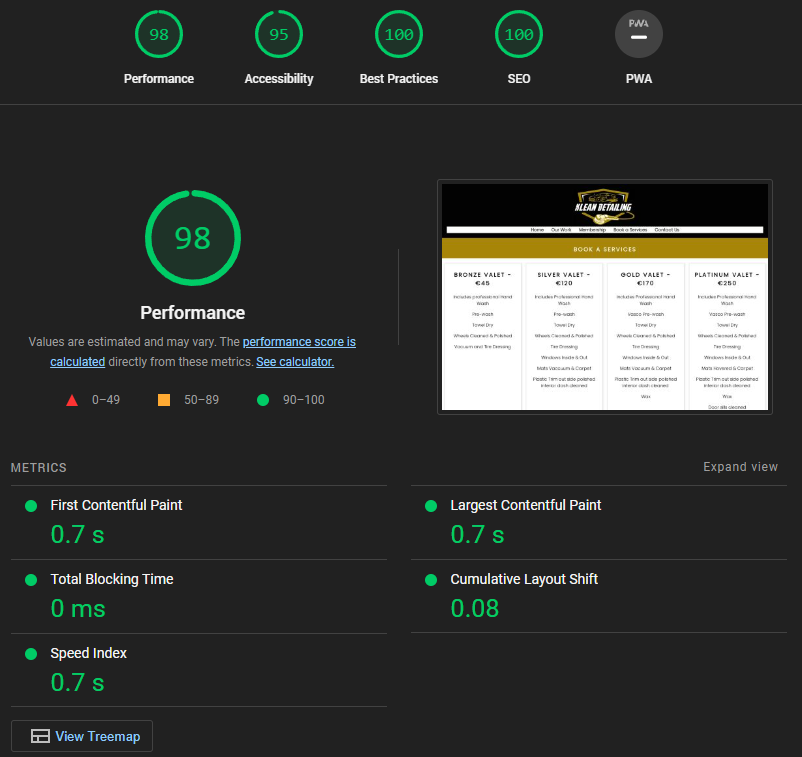 98
95
100
100
PWA
Performance
Accessibility
Best Practices
SEO
PWA
98
Performance
Values are estimated and may vary. The performance score is
calculated directly from these metrics. See calculator.
0–49
50–89
90–100
KLEAN DETAILING
Home Our Work Membership Book a Services Contact Us
BOOK A SERVICES
BRONZE VALET -
€45
Includes professional Hand
Wash
Pre-wash
Towel Dry
Wheels Cleaned & Polished
Vacuum and Tire Dressing
SILVER VALET -
€120
Includes Professional Hand
Wash
Pre-wash
Towel Dry
Wheels Cleaned & Polished
Tire Dressing
Windows Inside & Out
Mats Vacuum & Carpet
Plastic Trim out side polished
interior dash cleaned
GOLD VALET -
€170
Includes Professional Hand
Wash
Pre-wash
Towel Dry
Wheels Cleaned & Polished
Tire Dressing
Windows Inside & Out
Mats Vacuum & Carpet
Plastic Trim out side polished
interior dash cleaned
Wax
PLATINUM VALET -
€250
Includes Professional Hand
Wash
Pre-wash
Towel Dry
Wheels Cleaned & Polished
Tire Dressing
Windows Inside & Out
Mats & Carpet
Plastic Trim out side polished
interior dash cleaned
Wax
Door sills cleaned
METRICS
Expand view
First Contentful Paint
0.7 s
Largest Contentful Paint
0.7 s
Total Blocking Time
0 ms
Cumulative Layout Shift
0.08
Speed Index
0.7 s
View Treemap